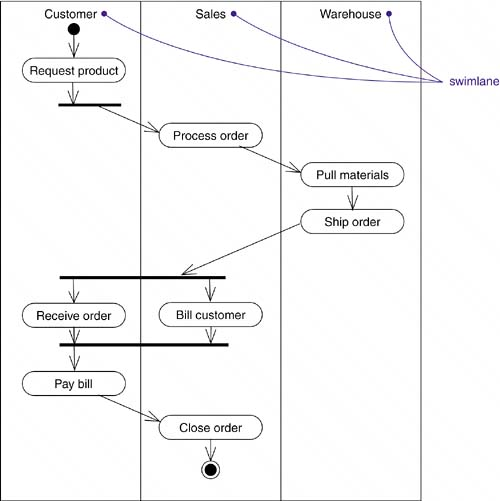 Customer
Sales
Warehouse
swimlane
Request product
Process order
Pull materials
Ship order
Receive order
Bill customer
Pay bill
Close order